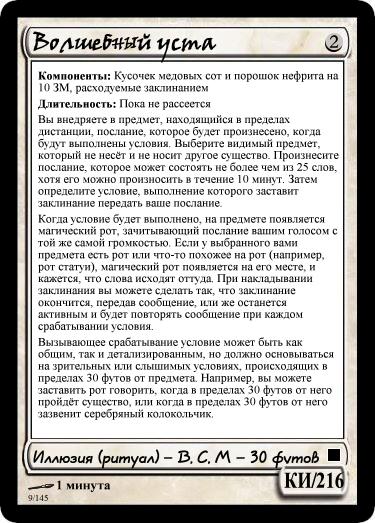 Волшебный уста
2
Компоненты: Кусочек медовых сот и порошок нефрита на
10 ЗМ, расходуемые заклинанием
Длительность: Пока не рассеется
Вы внедряете в предмет, находящийся в пределах
дистанции, послание, которое будет произнесено, когда
будут выполнены условия. Выберите видимый предмет,
который не несёт и не носит другое существо. Произнесите
послание, которое может состоять не более чем из 25 слов,
хотя его можно произносить в течение 10 минут. Затем
определите условие, выполнение которого заставит
заклинание передать ваше послание.
Когда условие будет выполнено, на предмете появляется
магический рот, зачитывающий послание вашим голосом с
той же самой громкостью. Если у выбранного вами
предмета есть рот или что-то похожее на рот (например,
рот статуи), магический рот появляется на его месте, и
кажется, что слова исходят оттуда. При накладывании
заклинания вы можете сделать так, что заклинание
окончится, передав сообщение, или же останется
активным и будет повторять сообщение при каждом
срабатывании условия.
Вызывающее срабатывание условие может быть как
общим, так и детализированным, но должно основываться
на зрительных или слышимых условиях, происходящих в
пределах 30 футов от предмета. Например, вы можете
заставить рот говорить, когда в пределах 30 футов от него
пройдёт существо, или когда в пределах 30 футов от него
зазвенит серебряный колокольчик.
Иллюзия (ритуал) – В, С, М – 30 футов
КИ/216
1 минута
9/145